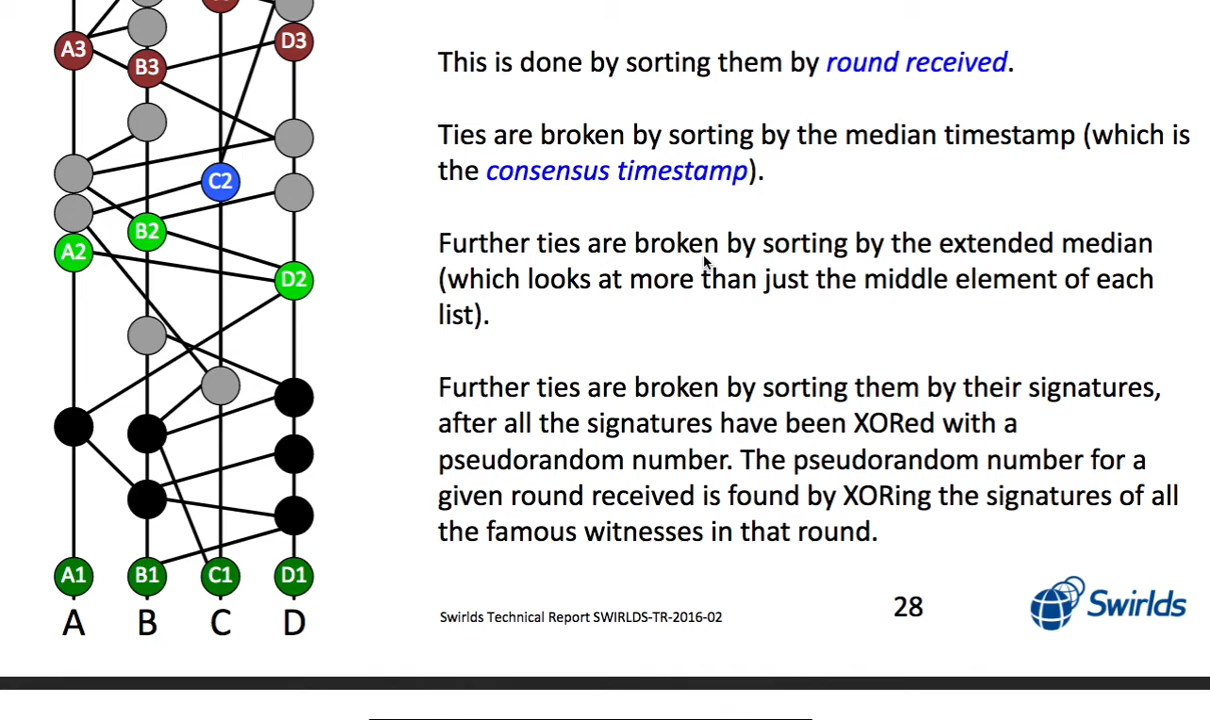 This is done by sorting them by round received.
Ties are broken by sorting by the median timestamp (which is
the consensus timestamp).
Further ties are broken by sorting by the extended median
(which looks at more than just the middle element of each
list).
Further ties are broken by sorting them by their signatures,
after all the signatures have been XORed with a
pseudorandom number. The pseudorandom number for a
given round received is found by XORing the signatures of all
the famous witnesses in that round.
A3
B3
D3
C2
A2
B2
D2
A1 B1 C1 D1
A B C D
Swirlds Technical Report SWIRLDS-TR-2016-02
28
Swirlds